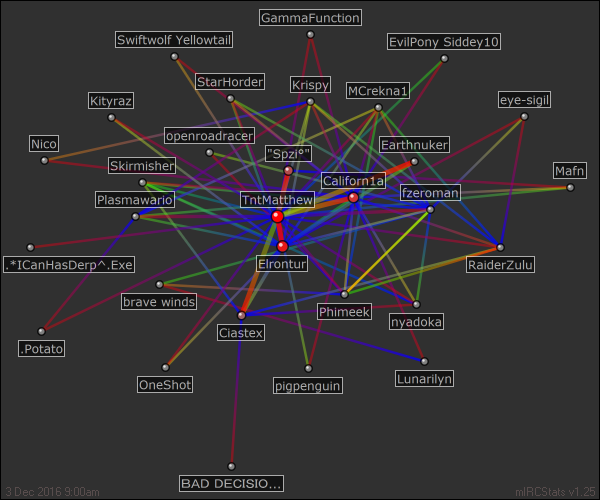 GammaFunction
Swiftwolf Yellowtail
EvilPony Siddey10
StarHorder
Krispy
MCrekna1
Kityraz
eye-sigil
openroadracer
Nico
Earthnuker
"Spzi°"
Skirmisher
Californ1a
Mafn
Plasmawario
TntMatthew
fzeroman
.*ICanHasDerp^.Exe
Elrontur
RaiderZulu
brave winds
Phimeek
nyadoka
.Potato
Ciastex
OneShot
pigpenguin
Lunarilyn
BAD DECISIO...
3 Dec 2016 9:00am
mIRCStats v1.25